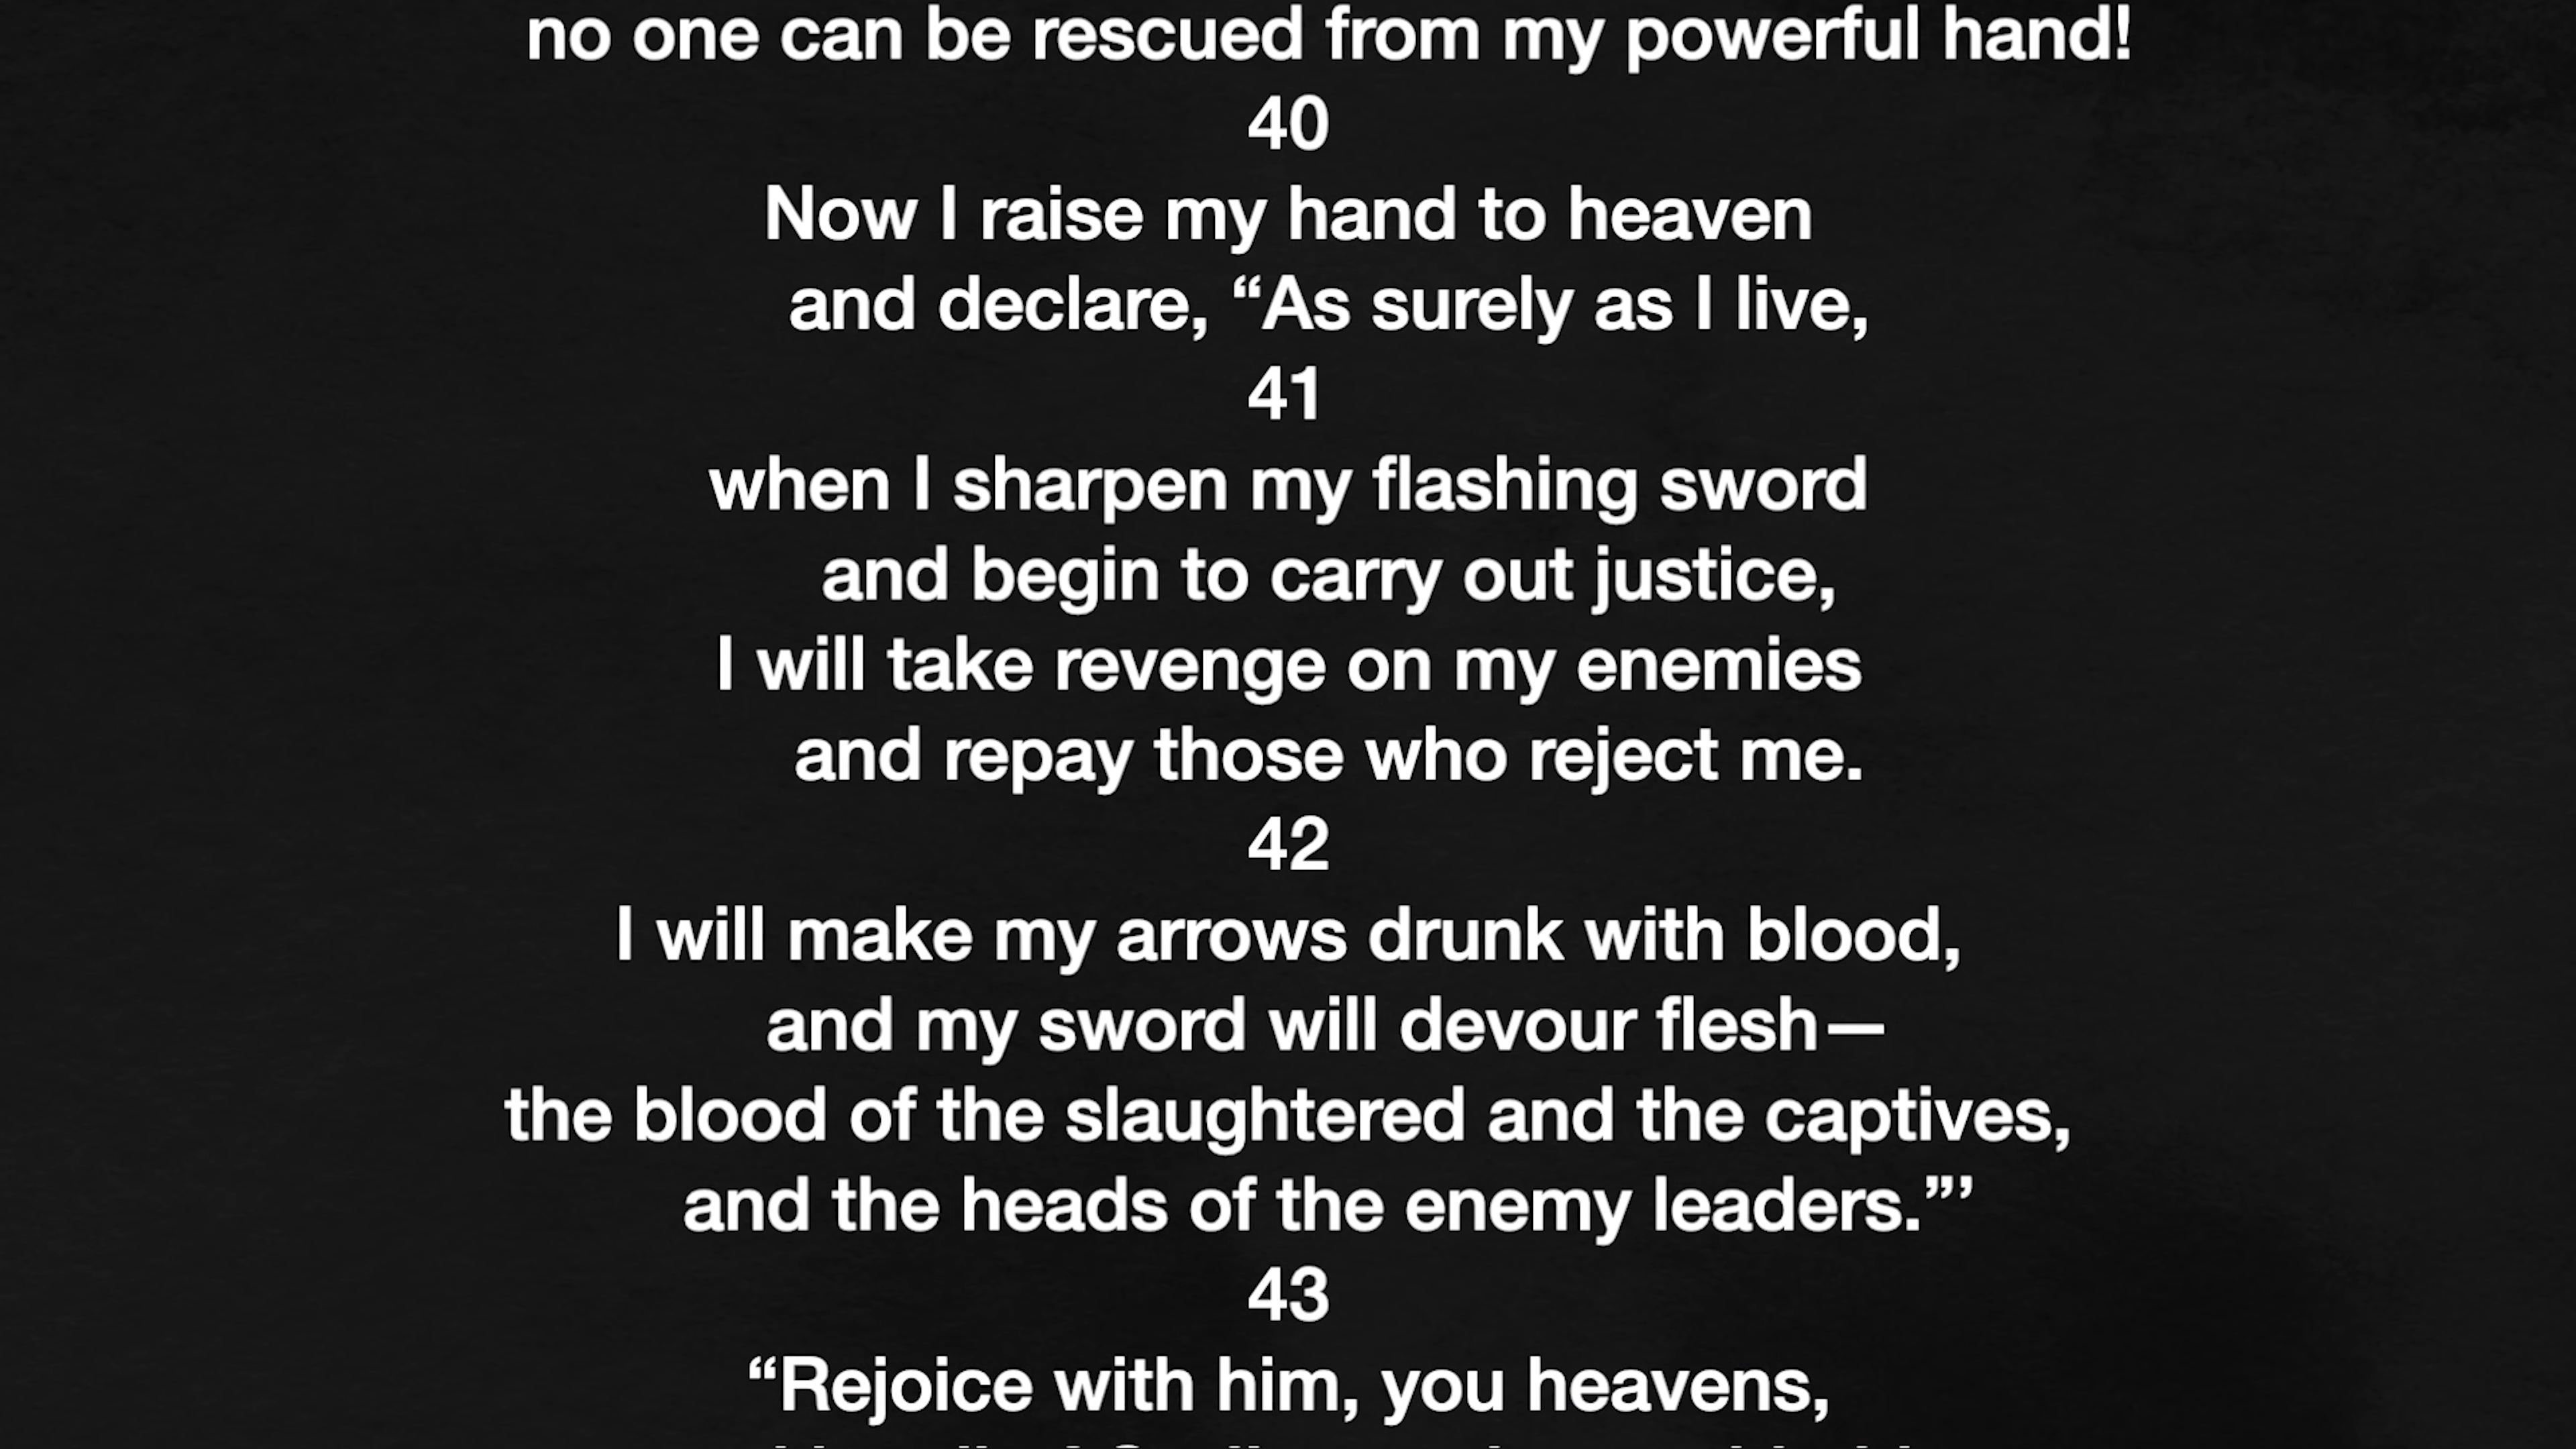 no one can be rescued from my powerful hand!
40
Now I raise my hand to heaven
and declare, “As surely as I live,
41
when I sharpen my flashing sword
and begin to carry out justice,
I will take revenge on my enemies
and repay those who reject me.
42
I will make my arrows drunk with blood,
and my sword will devour flesh—
the blood of the slaughtered and the captives,
and the heads of the enemy leaders.”’
43
“Rejoice with him, you heavens,